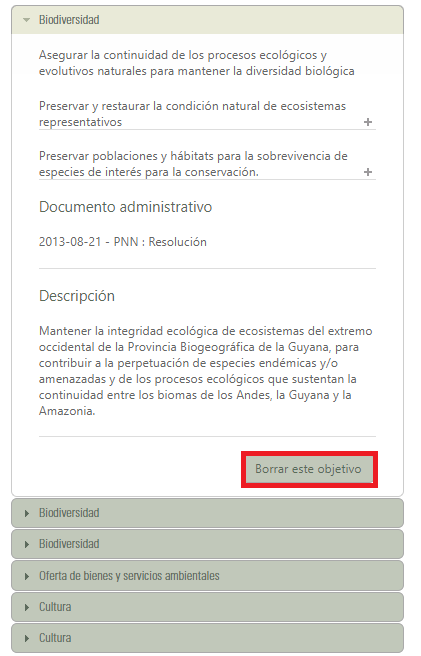 Biodiversidad
Asegurar la continuidad de los procesos ecológicos y
evolutivos naturales para mantener la diversidad biológica
Preservar y restaurar la condición natural de ecosistemas
representativos +
Preservar poblaciones y hábitats para la sobrevivencia de
especies de interés para la conservación. +
Documento administrativo
2013-08-21 - PNN : Resolución
Descripción
Mantener la integridad ecológica de ecosistemas del extremo
occidental de la Provincia Biogeográfica de la Guyana, para
contribuir a la perpetuación de especies endémicas y/o
amenazadas y de los procesos ecológicos que sustentan la
continuidad entre los biomas de los Andes, la Guyana y la
Amazonia.
Borrar este objetivo
Biodiversidad
Biodiversidad
Oferta de bienes y servicios ambientales
Cultura
Cultura